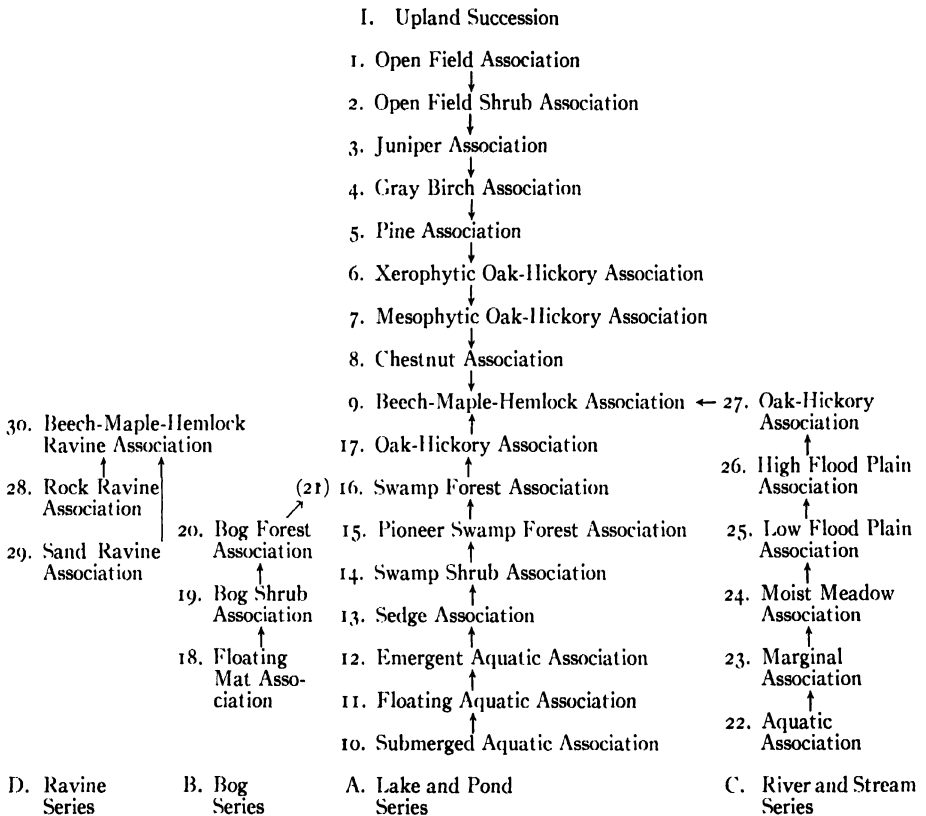 I. Upland Succession
1. Open Field Association
2. Open Field Shrub Association
3. Juniper Association
4. Gray Birch Association
5. Pine Association
6. Xerophytic Oak-Hickory Association
7. Mesophytic Oak-Hickory Association
8. Chestnut Association
9. Beech-Maple-Hemlock Association
17. Oak-Hickory Association
(21) 16. Swamp Forest Association
15. Pioneer Swamp Forest Association
14. Swamp Shrub Association
13. Sedge Association
12. Emergent Aquatic Association
11. Floating Aquatic Association
10. Submerged Aquatic Association
A. Lake and Pond
Series
30. Beech-Maple-Hemlock
Ravine Association
28. Rock Ravine
Association
29. Sand Ravine
Association
D. Ravine
Series
20. Bog Forest
Association
19. Bog Shrub
Association
18. Floating
Mat Asso-
ciation
B. Bog
Series
27. Oak-Hickory
Association
26. High Flood Plain
Association
25. Low Flood Plain
Association
24. Moist Meadow
Association
23. Marginal
Association
22. Aquatic
Association
C. River and Stream
Series